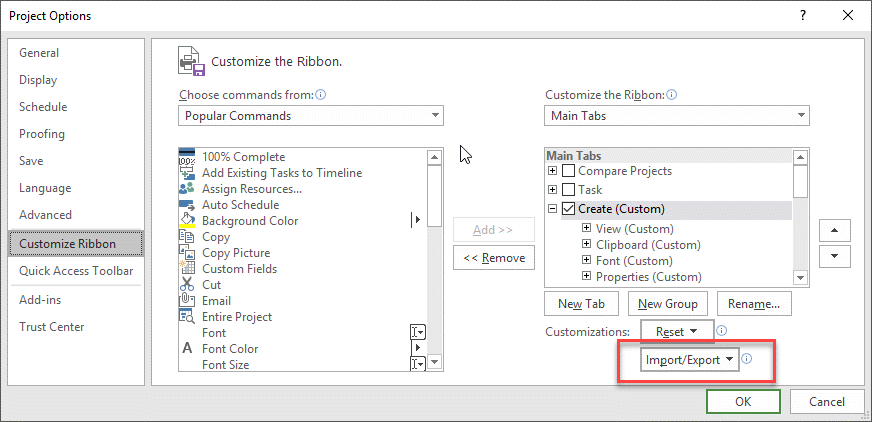 Project Options
?
General
Display
Schedule
Proofing
Save
Language
Advanced
Customize Ribbon
Quick Access Toolbar
Add-ins
Trust Center
Customize the Ribbon.
Choose commands from:
Popular Commands
100% Complete
Add Existing Tasks to Timeline
Assign Resources...
Auto Schedule
Background Color
Copy
Copy Picture
Custom Fields
Cut
Email
Entire Project
Font
Font Color
Font Size
Add >>
<< Remove
Customize the Ribbon:
Main Tabs
Main Tabs
Compare Projects
Task
Create (Custom)
View (Custom)
Clipboard (Custom)
Font (Custom)
Properties (Custom)
New Tab New Group Rename...
Customizations: Reset
Import/Export
OK Cancel